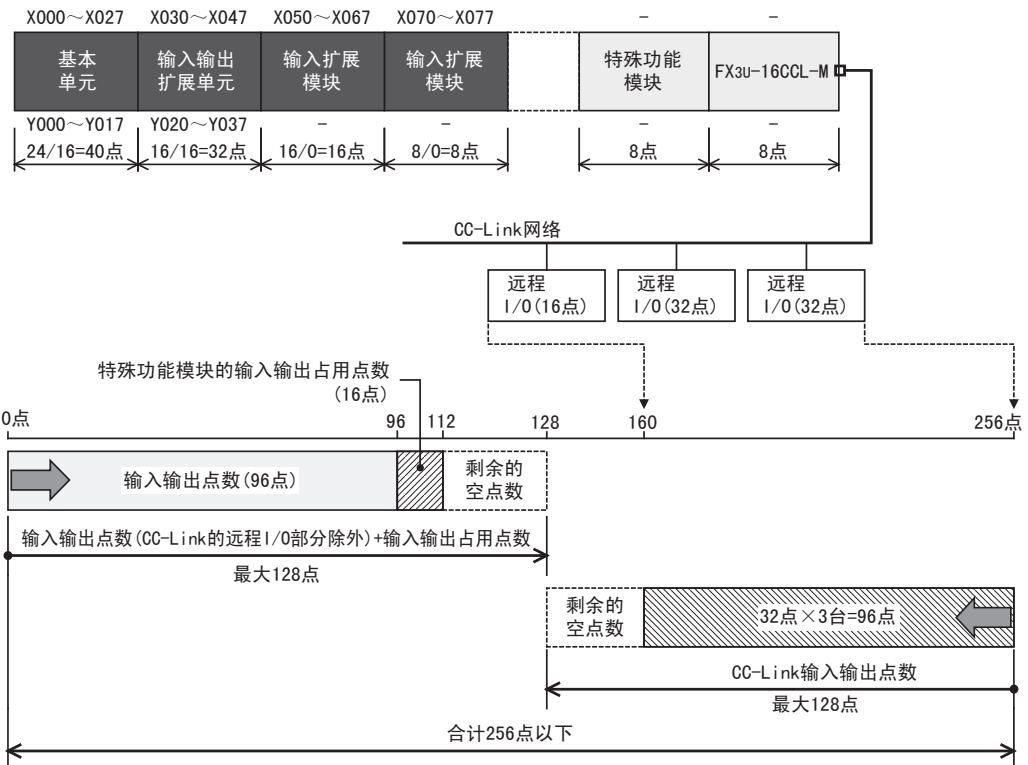 X000～X027 X030～X047 X050～X067 X070～X077 － －
基本 输入输出 输入扩展 输入扩展 特殊功能 FX3U-16CCL-M
单元 扩展单元 模块 模块 模块
Y000～Y017 Y020～Y037 － － － －
24/16=40点 16/16=32点 16/0=16点 8/0=8点 8点 8点
CC-Link网络
远程 远程 远程
I/O(16点) I/O(32点) I/O(32点)
特殊功能模块的输入输出占用点数
(16点)
0点 96 112 128 160 256点
输入输出点数(96点) 剩余的
空点数
输入输出点数(CC-Link的远程I/O部分除外)+输入输出占用点数
最大128点
剩余的
空点数
32点×3台=96点
CC-Link输入输出点数
最大128点
合计256点以下